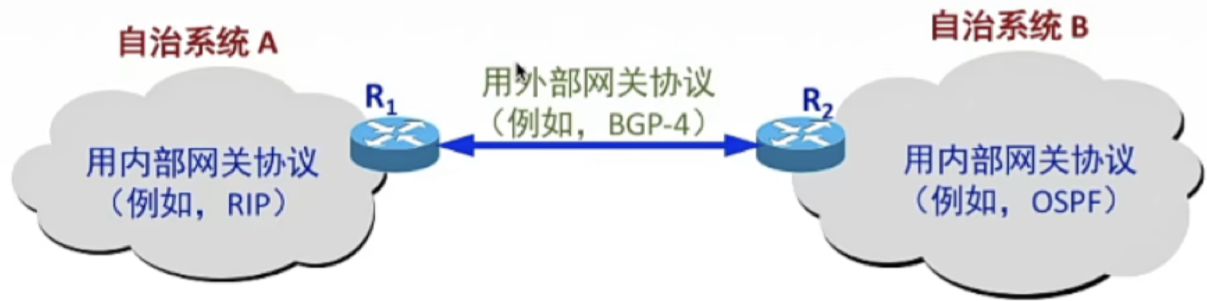 自治系统 A
自治系统 B
用外部网关协议
（例如，BGP-4）
R1
R2
用内部网关协议
（例如，RIP）
用内部网关协议
（例如，OSPF）